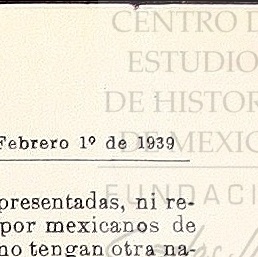 CENTRO D
ESTUDIO
DE HISTOR
DE MEXIC
Febrero 1º de 1939
FUNDACI
presentadas, ni re-
por mexicanos de
no tengan otra na-